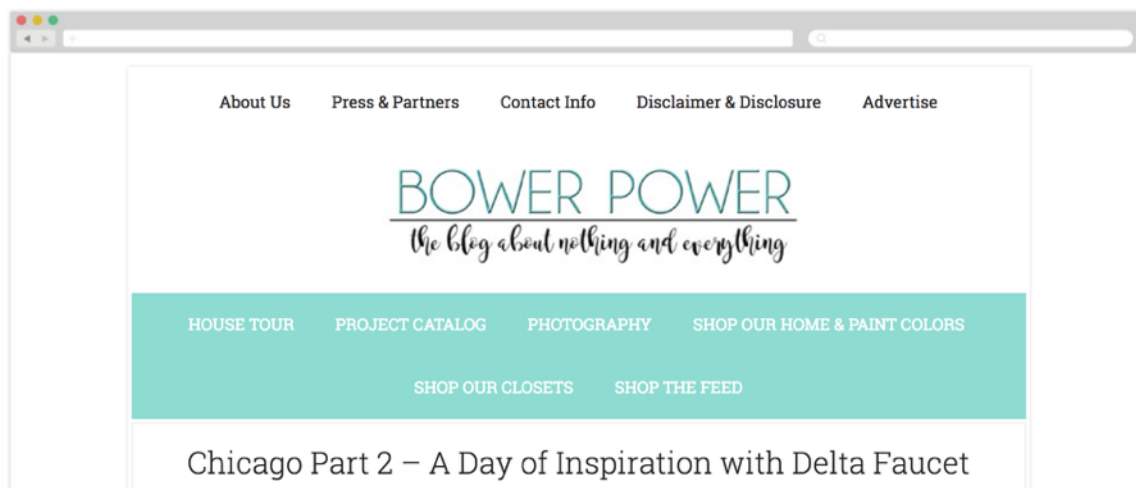 About Us Press & Partners Contact Info Disclaimer & Disclosure Advertise
BOWER POWER
the blog about nothing and everything
HOUSE TOUR PROJECT CATALOG PHOTOGRAPHY SHOP OUR HOME & PAINT COLORS
SHOP OUR CLOSETS SHOP THE FEED
Chicago Part 2 – A Day of Inspiration with Delta Faucet